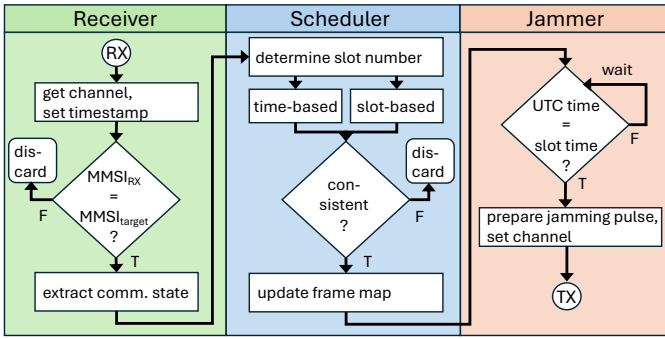 Receiver
RX
get channel,
set timestamp
dis-
card
MMSI_RX
=
MMSI_target
?
F
T
extract comm. state
Scheduler
determine slot number
time-based
slot-based
con-
sistent
?
dis-
card
F
T
update frame map
Jammer
wait
UTC time
=
slot time
?
F
T
prepare jamming pulse,
set channel
TX